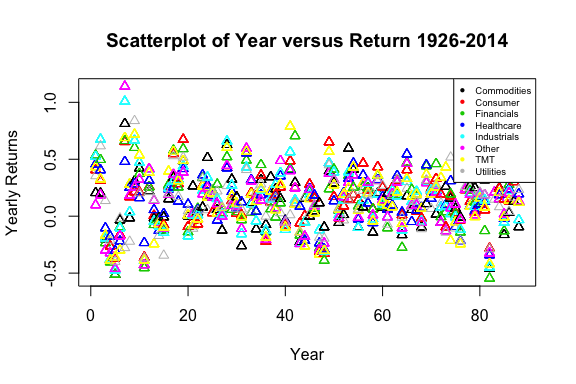 Scatterplot of Year versus Return 1926-2014
Yearly Returns
1.0
0.5
0.0
-0.5
Commodities
Consumer
Financials
Healthcare
Industrials
Other
TMT
Utilities
0 20 40 60 80
Year